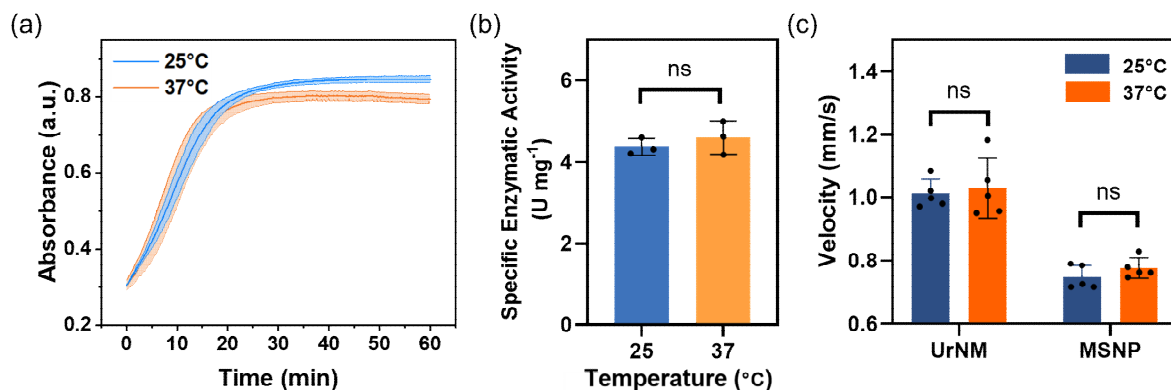 (a)
25°C
37°C
Absorbance (a.u.)
1.0
0.8
0.6
0.4
0.2
0 10 20 30 40 50 60
Time (min)
(b)
ns
Specific Enzymatic Activity
(U mg⁻¹)
6
4
2
0
25 37
Temperature (°C)
(c)
25°C
37°C
ns
ns
Velocity (mm/s)
1.4
1.2
1.0
0.8
0.6
UrNM MSNP